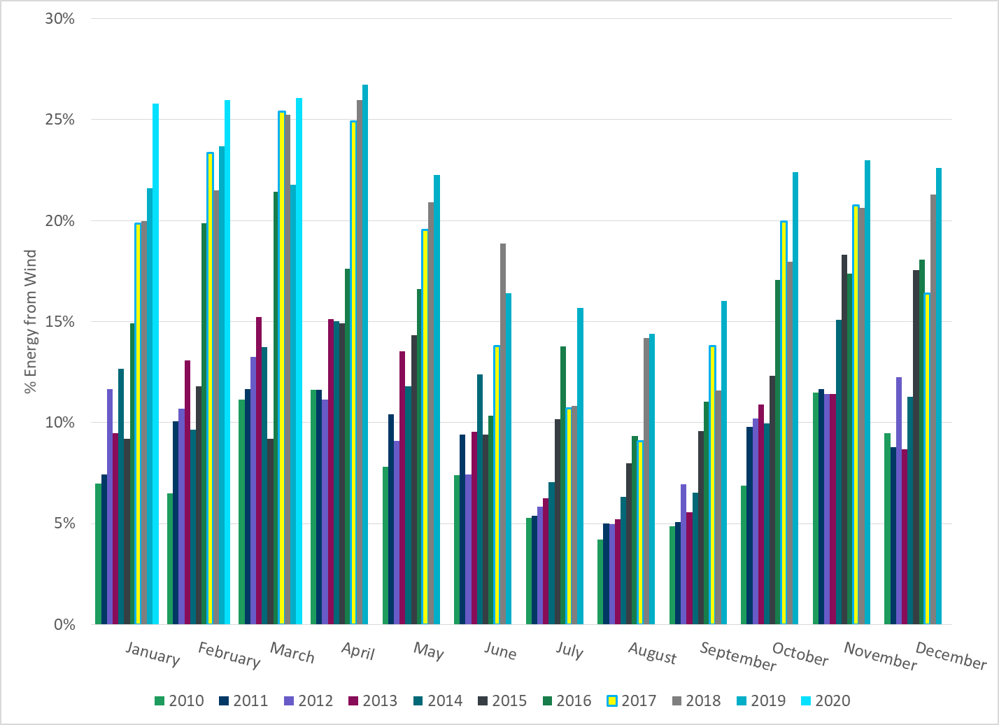 30%
25%
20%
15%
10%
5%
0%
% Energy from Wind
January February March April May June July August September October November December
2010 2011 2012 2013 2014 2015 2016 2017 2018 2019 2020